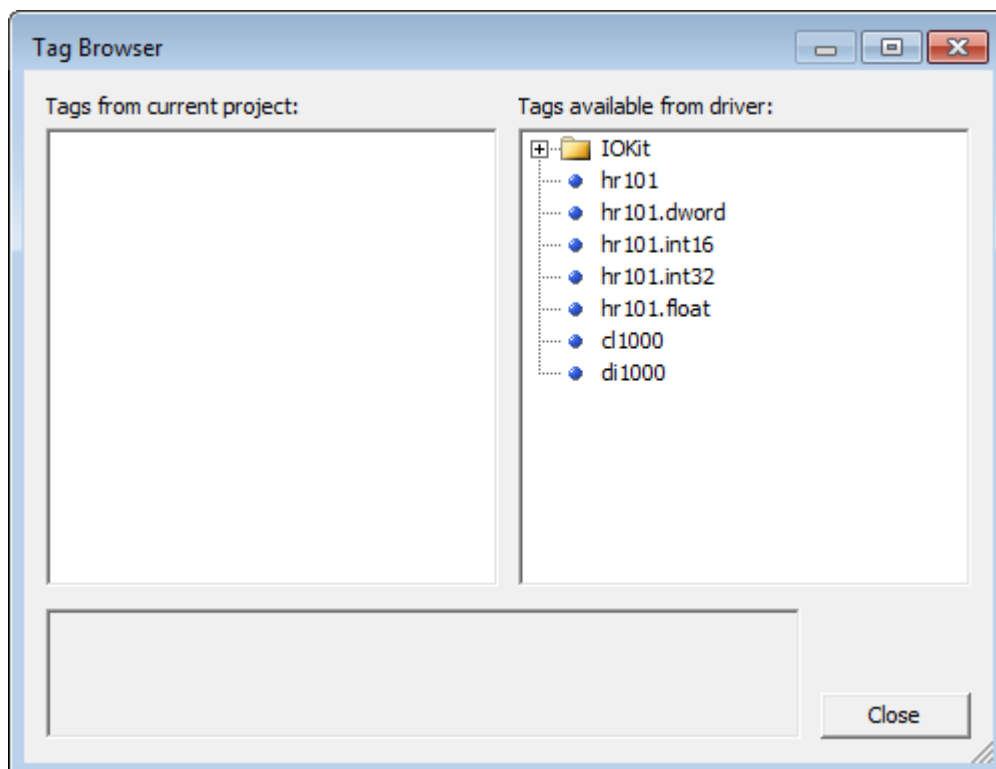 Tag Browser
Tags from current project:
Tags available from driver:
IOKit
hr101
hr101.dword
hr101.int16
hr101.int32
hr101.float
cl1000
di1000
Close